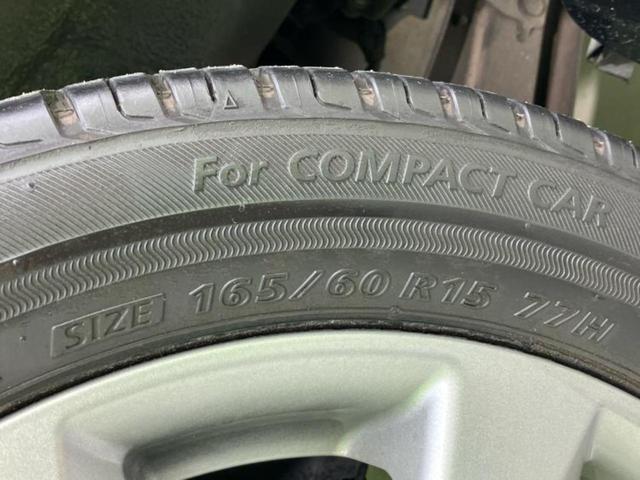 For COMPACT CAR
SIZE 165/60 R15 77H